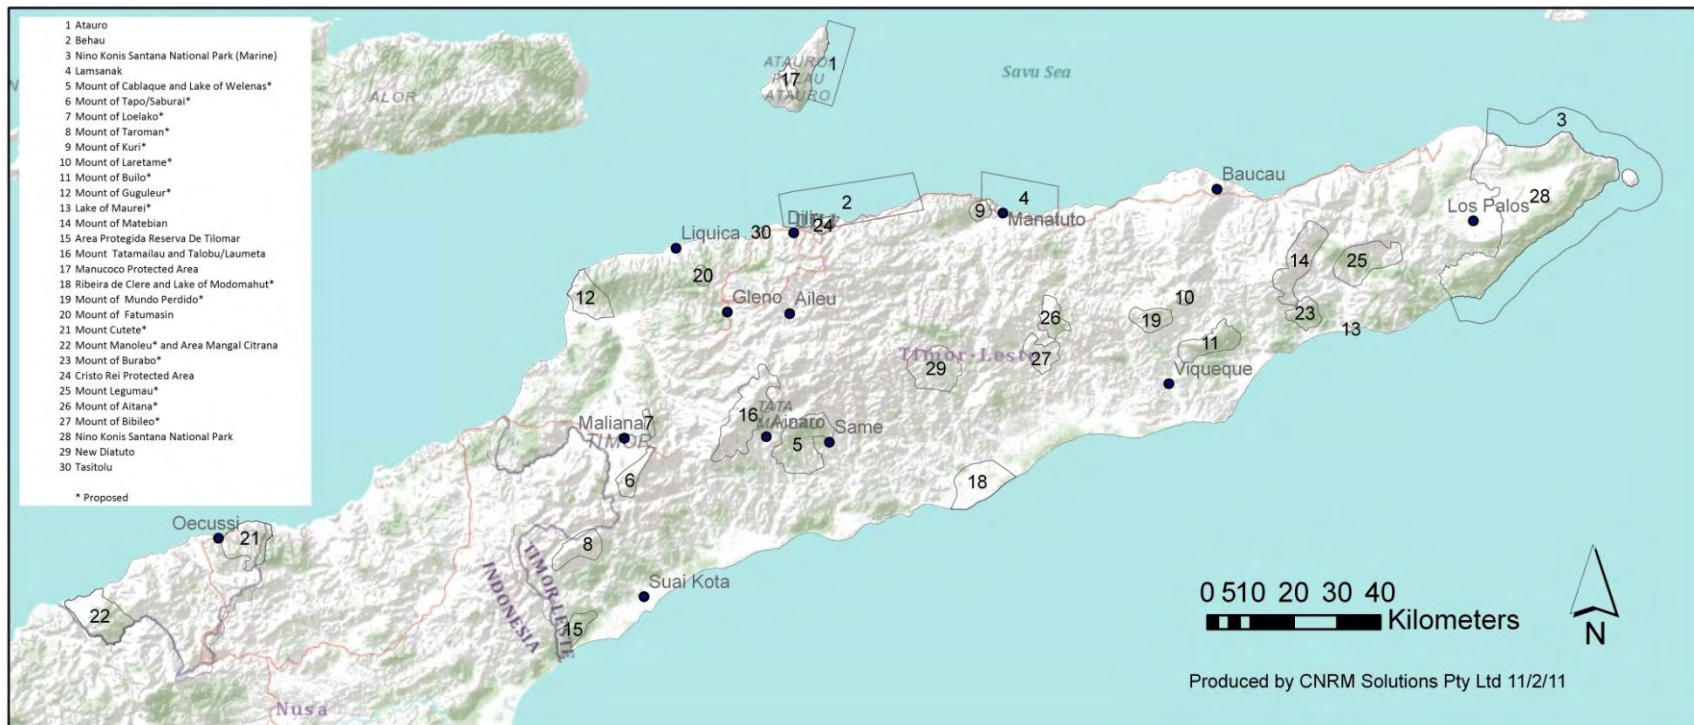 1 Atauro
2 Behau
3 Nino Konis Santana National Park (Marine)
4 Lamsanak
5 Mount of Cablaque and Lake of Welenas*
6 Mount of Tapo/Saburai*
7 Mount of Loelako*
8 Mount of Taroman*
9 Mount of Kuri*
10 Mount of Laretame*
11 Mount of Builo*
12 Mount of Guguleur*
13 Lake of Maurei*
14 Mount of Matebian
15 Area Protegida Reserva De Tilomar
16 Mount Tatamailau and Talobu/Laumeta
17 Manucoco Protected Area
18 Ribeira de Clere and Lake of Modomahut*
19 Mount of Mundo Perdido*
20 Mount of Fatumasin
21 Mount Cutete*
22 Mount Manoleu* and Area Mangal Citrana
23 Mount of Burabo*
24 Cristo Rei Protected Area
25 Mount Legumau*
26 Mount of Aitana*
27 Mount of Bibileo*
28 Nino Konis Santana National Park
29 New Diatuto
30 Tasitolu
* Proposed
ALOR
ATAURO
PULAU
ATAURO
17
1
Savu Sea
3
2
4
9
Manatuto
Baucau
28
Los Palos
Dili
24
30
Liquica
20
12
Gleno
Aileu
14
25
10
26
19
23
13
11
27
Timor-Leste
29
Viqueque
16
TATA
Ainaro
Same
5
Maliana
TIMOR
7
6
18
Oecussi
21
8
TIMOR LESTE
INDONESIA
Suai Kota
22
15
Nusa
0 5 10 20 30 40
Kilometers
N
Produced by CNRM Solutions Pty Ltd 11/2/11